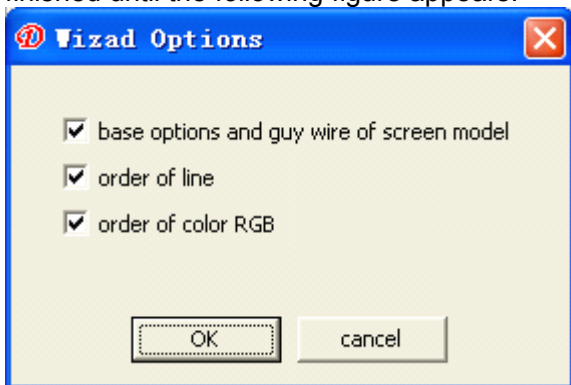 finished until the following figure appears:
Wizad Options
base options and guy wire of screen model
order of line
order of color RGB
OK cancel